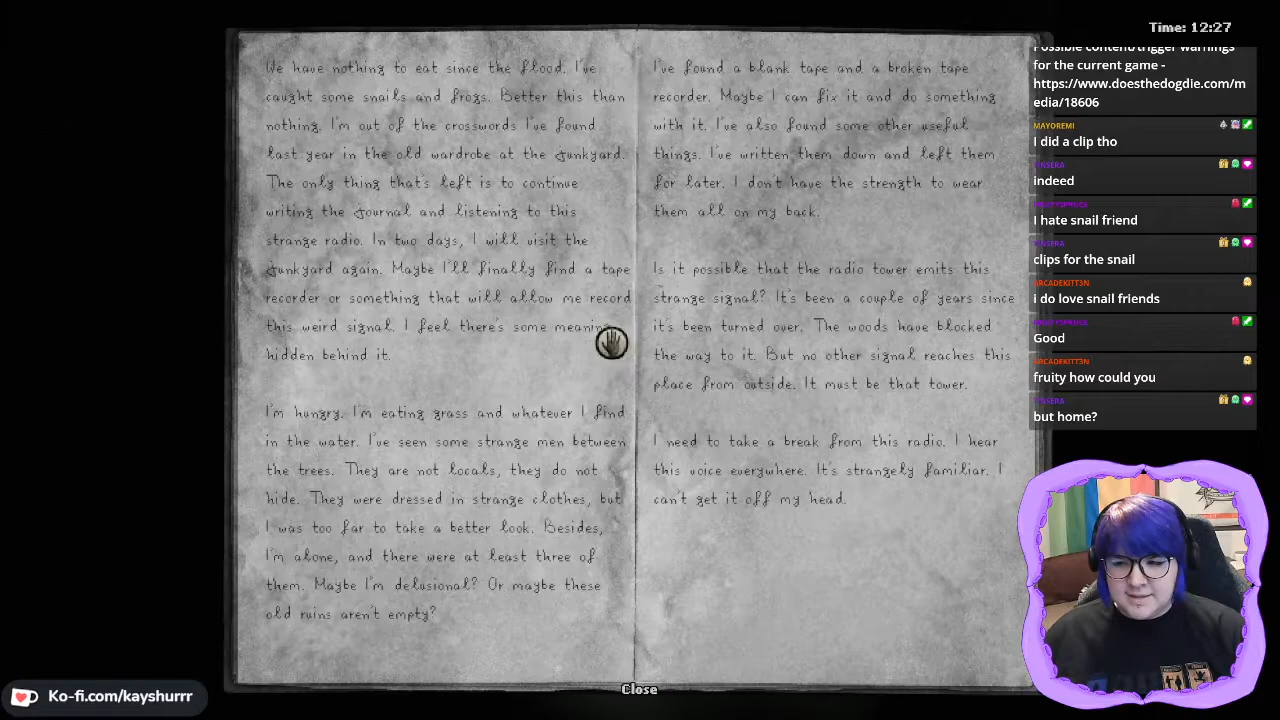 Time: 12:27
We have nothing to eat since the flood. I've
caught some snails and frogs. Better this than
nothing. I'm out of the crosswords I've found
last year in the old wardrobe at the junkyard.
The only thing that's left is to continue
writing the journal and listening to this
strange radio. In two days, I will visit the
junkyard again. Maybe I'll finally find a tape
recorder or something that will allow me record
this weird signal. I feel there's some meaning
hidden behind it.
I'm hungry. I'm eating grass and whatever I find
in the water. I've seen some strange men between
the trees. They are not locals, they do not
hide. They were dressed in strange clothes, but
I was too far to take a better look. Besides,
I'm alone, and there were at least three of
them. Maybe I'm delusional? Or maybe these
old ruins aren't empty?
I've found a blank tape and a broken tape
recorder. Maybe I can fix it and do something
with it. I've also found some other useful
things. I've written them down and left them
for later. I don't have the strength to wear
them all on my back.
Is it possible that the radio tower emits this
strange signal? It's been a couple of years since
it's been turned over. The woods have blocked
the way to it. But no other signal reaches this
place from outside. It must be that tower.
I need to take a break from this radio. I hear
this voice everywhere. It's strangely familiar. I
can't get it off my head.
Close
Possible content/trigger warnings
for the current game -
https://www.doesthedogdie.com/m
edia/18606
MAYOREMI
I did a clip tho
indeed
I hate snail friend
clips for the snail
ARCADEKITT3N
i do love snail friends
Good
ARCADEKITT3N
fruity how could you
but home?
Ko-fi.com/kayshurrr